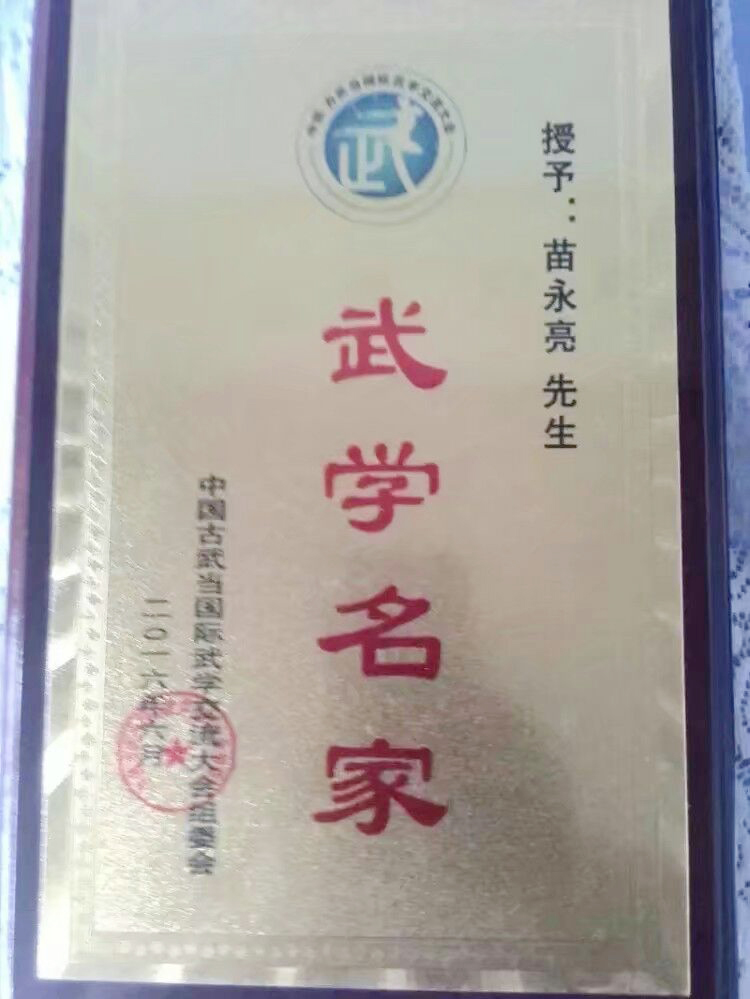 授予：苗永亮 先生
武
武学名家
中国古武当国际武学交流大会组委会
二〇一六年六月